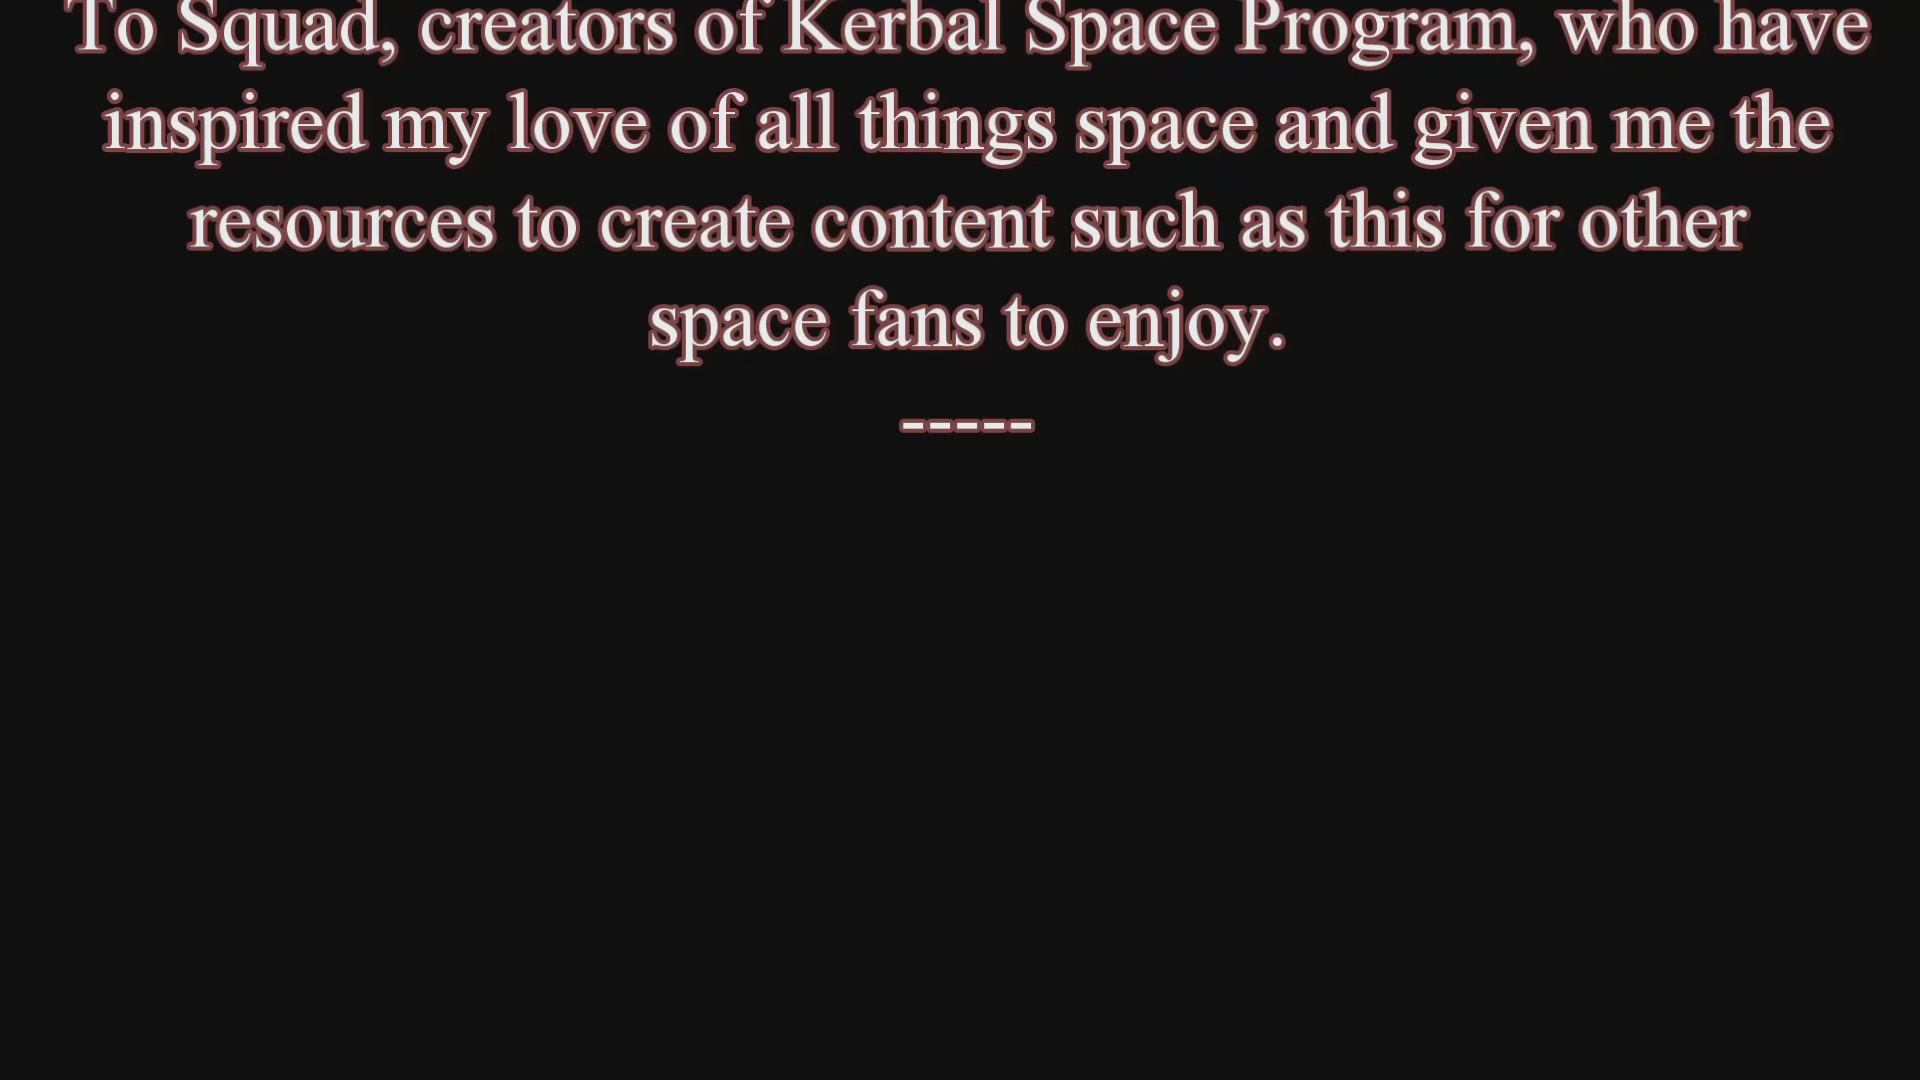 To Squad, creators of Kerbal Space Program, who have
inspired my love of all things space and given me the
resources to create content such as this for other
space fans to enjoy.
-----